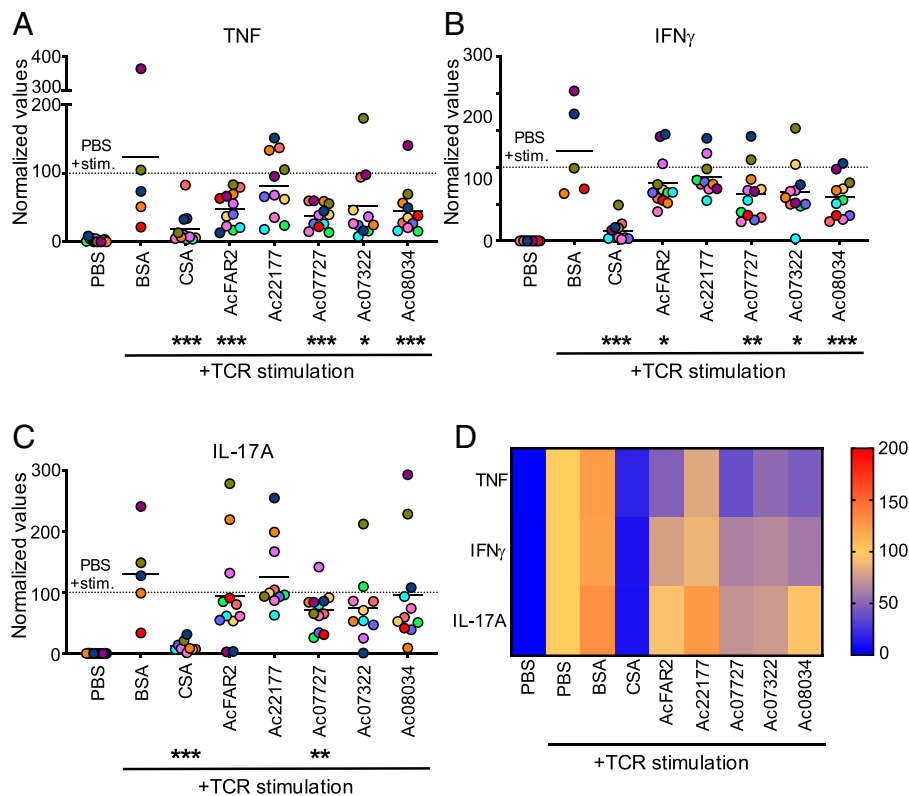 A
TNF
Normalized values
400
300
200
100
0
PBS
+stim.
PBS
BSA
CSA
AcFAR2
Ac22177
Ac07727
Ac07322
Ac08034
*** *** *** * ***
+TCR stimulation
B
IFNγ
Normalized values
300
200
100
0
PBS
+stim.
PBS
BSA
CSA
AcFAR2
Ac22177
Ac07727
Ac07322
Ac08034
*** * ** * ***
+TCR stimulation
C
IL-17A
Normalized values
300
200
100
0
PBS
+stim.
PBS
BSA
CSA
AcFAR2
Ac22177
Ac07727
Ac07322
Ac08034
*** **
+TCR stimulation
D
TNF
IFNγ
IL-17A
PBS
PBS
BSA
CSA
AcFAR2
Ac22177
Ac07727
Ac07322
Ac08034
+TCR stimulation
200
150
100
50
0